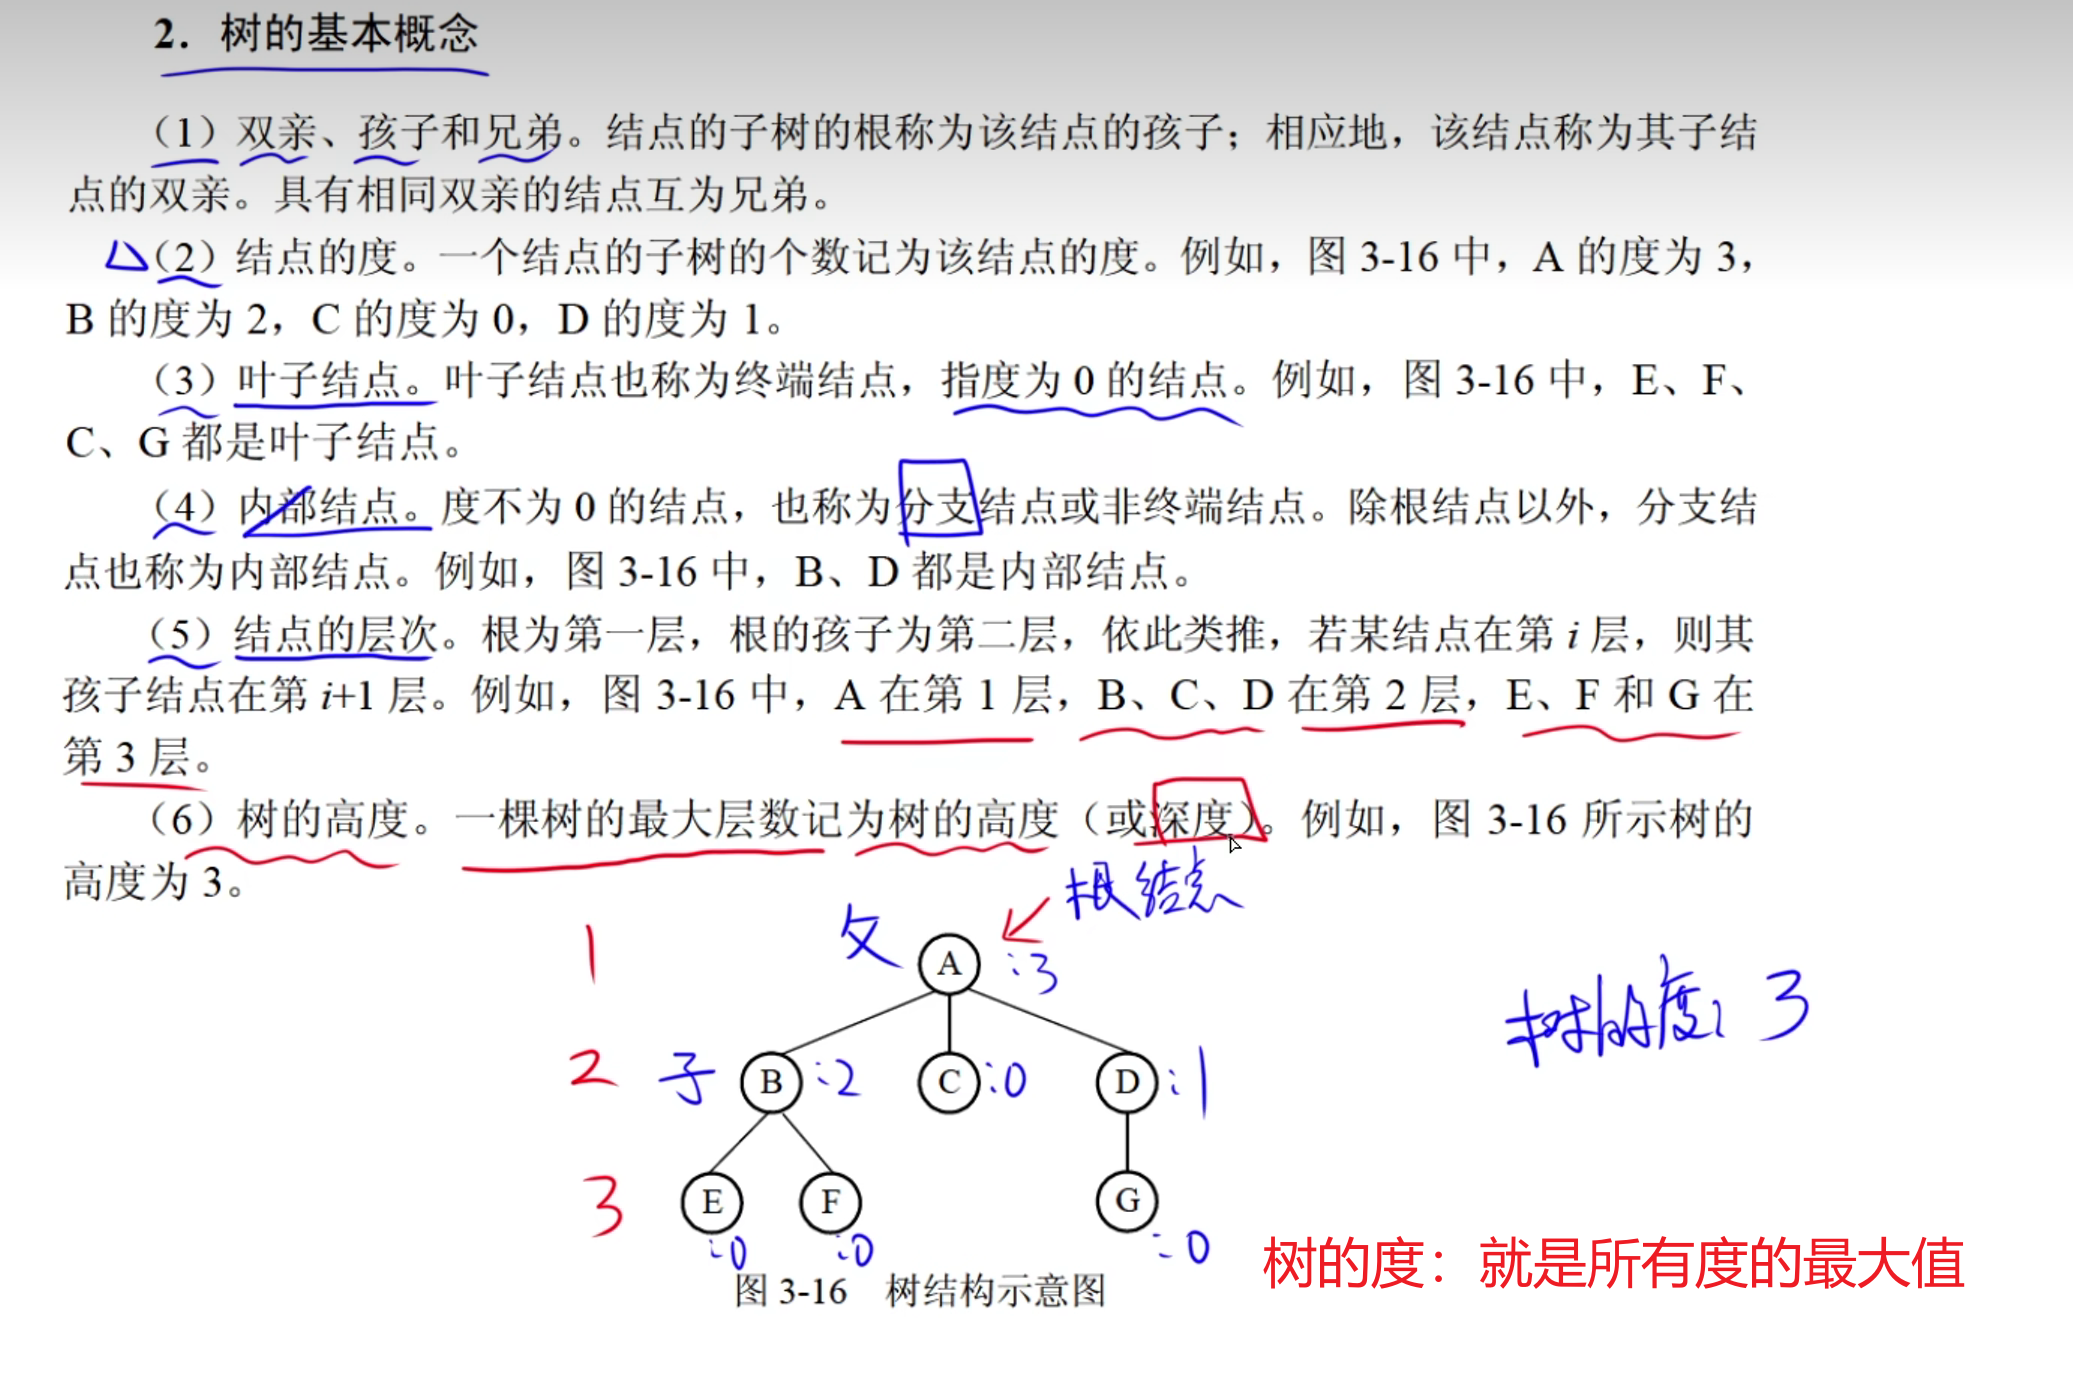 2. 树的基本概念
（1）双亲、孩子和兄弟。结点的子树的根称为该结点的孩子；相应地，该结点称为其子结
点的双亲。具有相同双亲的结点互为兄弟。
（2）结点的度。一个结点的子树的个数记为该结点的度。例如，图 3-16 中，A 的度为 3，
B 的度为 2，C 的度为 0，D 的度为 1。
（3）叶子结点。叶子结点也称为终端结点，指度为 0 的结点。例如，图 3-16 中，E、F、
C、G 都是叶子结点。
（4）内部结点。度不为 0 的结点，也称为分支结点或非终端结点。除根结点以外，分支结
点也称为内部结点。例如，图 3-16 中，B、D 都是内部结点。
（5）结点的层次。根为第一层，根的孩子为第二层，依此类推，若某结点在第 i 层，则其
孩子结点在第 i+1 层。例如，图 3-16 中，A 在第 1 层，B、C、D 在第 2 层，E、F 和 G 在
第 3 层。
（6）树的高度。一棵树的最大层数记为树的高度（或深度）。例如，图 3-16 所示树的
高度为 3。
根结点
1 父 A :3
树的度: 3
2 子 B :2 C :0 D :1
3 E F G
:0 :0 :0
树的度：就是所有度的最大值
图 3-16 树结构示意图